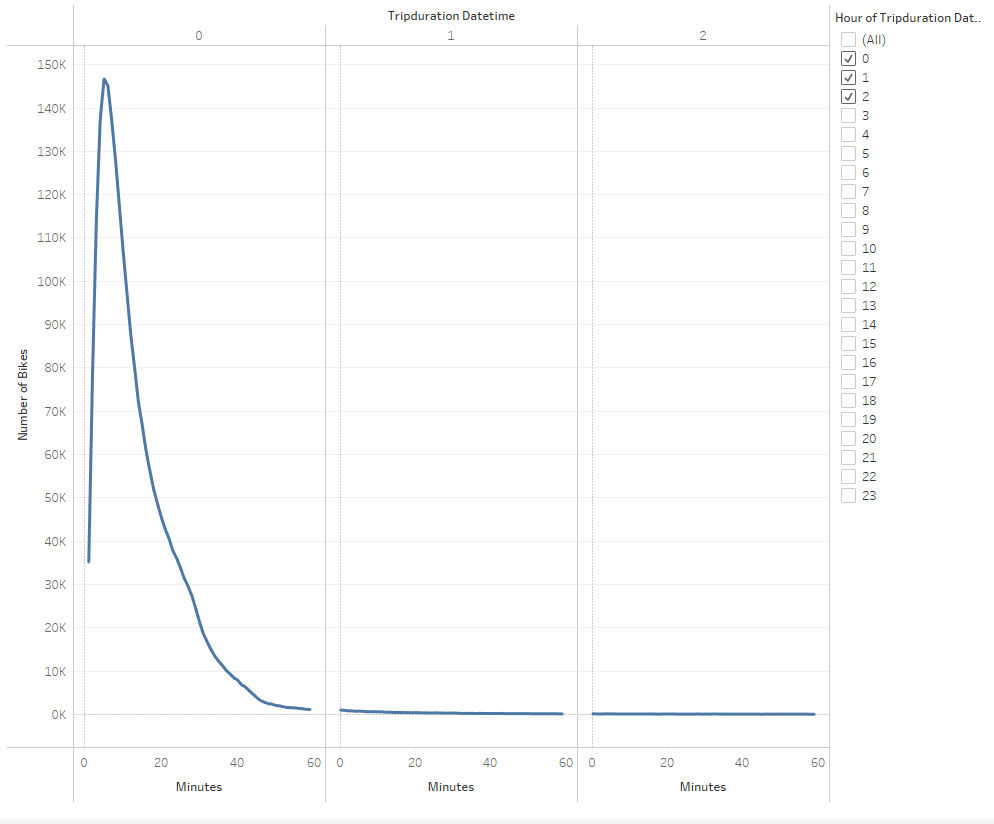 Tripduration Datetime
0 1 2
150K
140K
130K
120K
110K
100K
90K
80K
70K
60K
50K
40K
30K
20K
10K
0K
Number of Bikes
0 20 40 60 0 20 40 60 0 20 40 60
Minutes Minutes Minutes
Hour of Tripduration Dat..
(All)
0
1
2
3
4
5
6
7
8
9
10
11
12
13
14
15
16
17
18
19
20
21
22
23